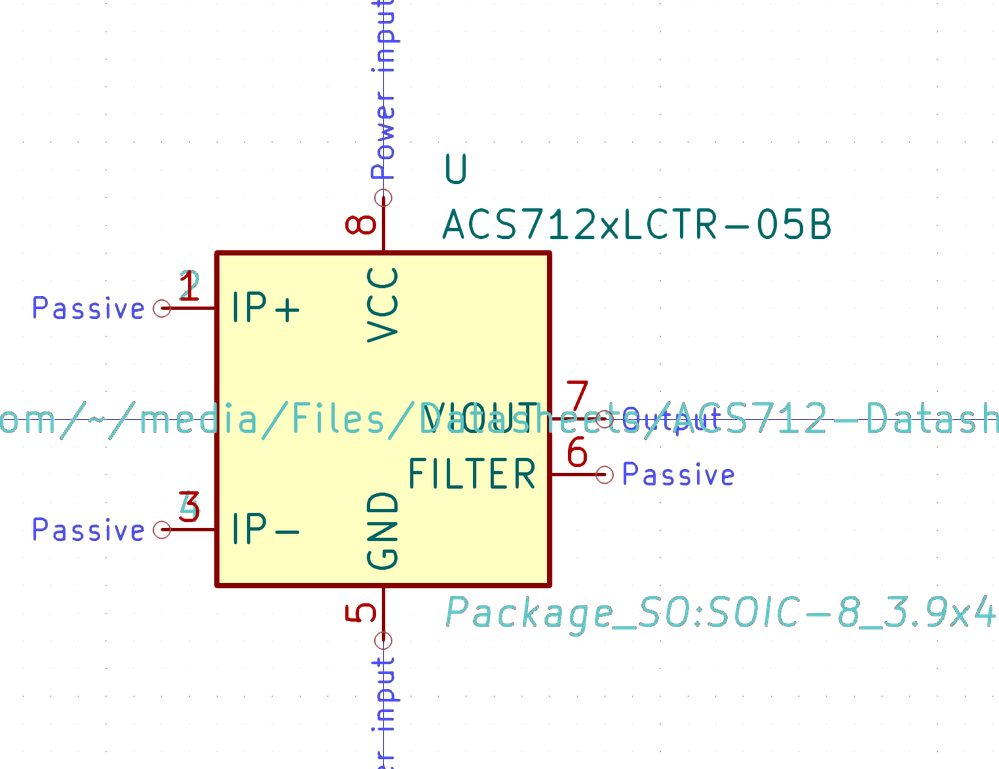 Power input
U
8
ACS712xLCTR-05B
VCC
2
1
Passive
IP+
7
om/~/media/Files/Datasheets/ACS712-Datash
VIOUT
Output
6
FILTER
Passive
4
3
Passive
IP-
GND
5
Package_SO:SOIC-8_3.9x4
er input